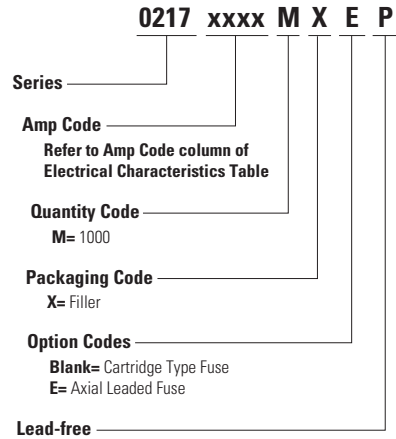 0217 xxxx M X E P
Series
Amp Code
Refer to Amp Code column of
Electrical Characteristics Table
Quantity Code
M= 1000
Packaging Code
X= Filler
Option Codes
Blank= Cartridge Type Fuse
E= Axial Leaded Fuse
Lead-free